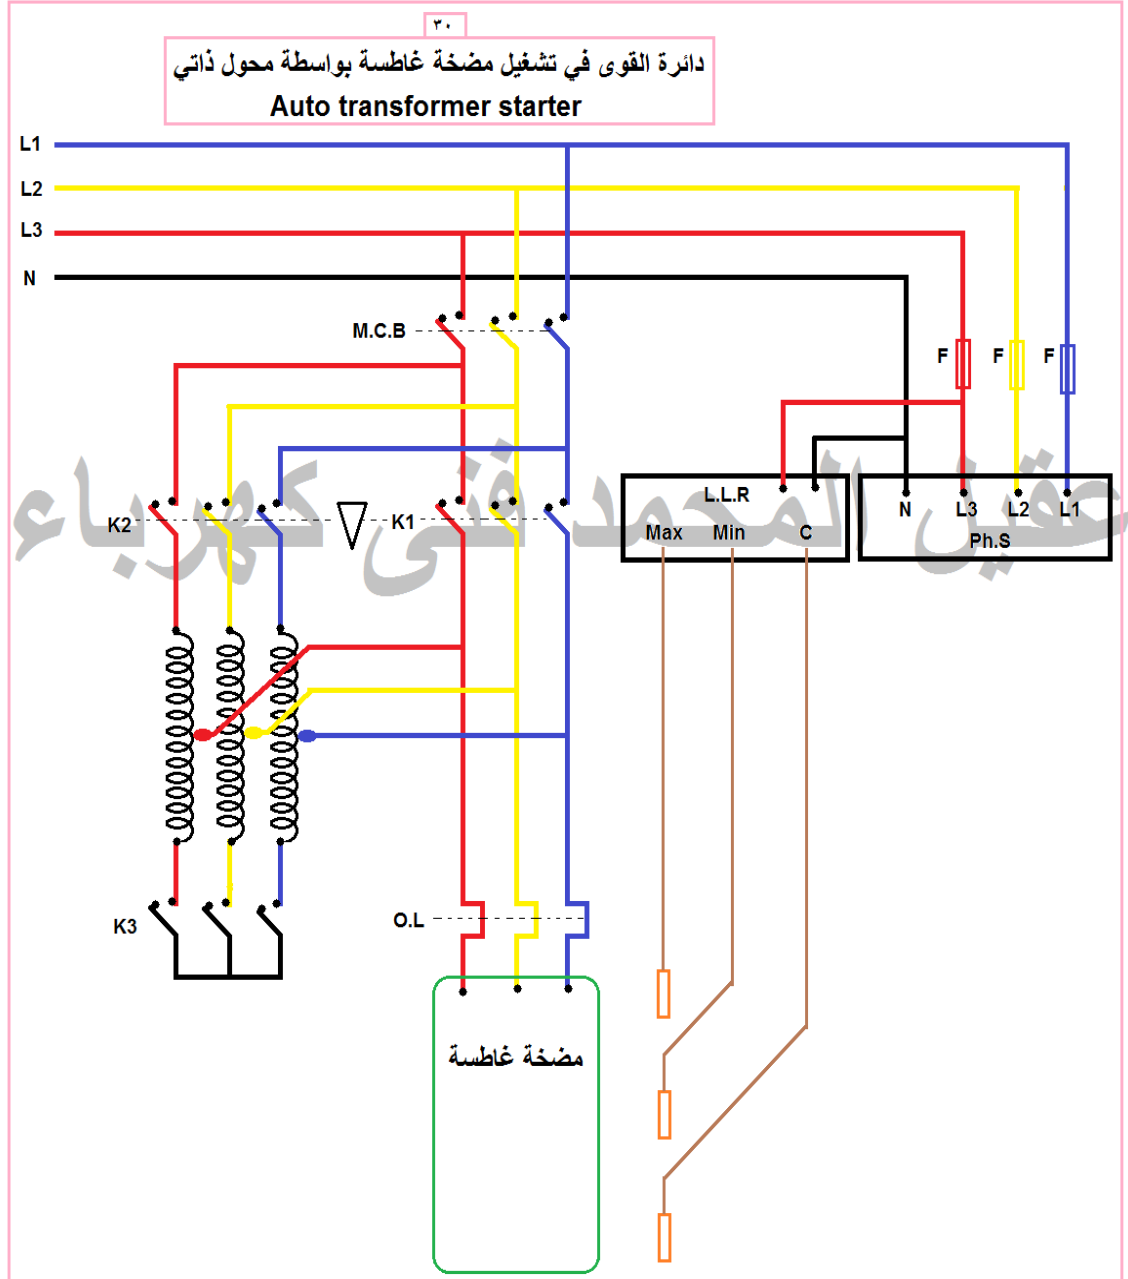 ٣٠
دائرة القوى في تشغيل مضخة غاطسة بواسطة محول ذاتي
Auto transformer starter
L1
L2
L3
N
M.C.B
F F F
عقيل المحمد فني كهرباء
L.L.R
N L3 L2 L1
K2
K1
Max Min C
Ph.S
K3
O.L
مضخة غاطسة